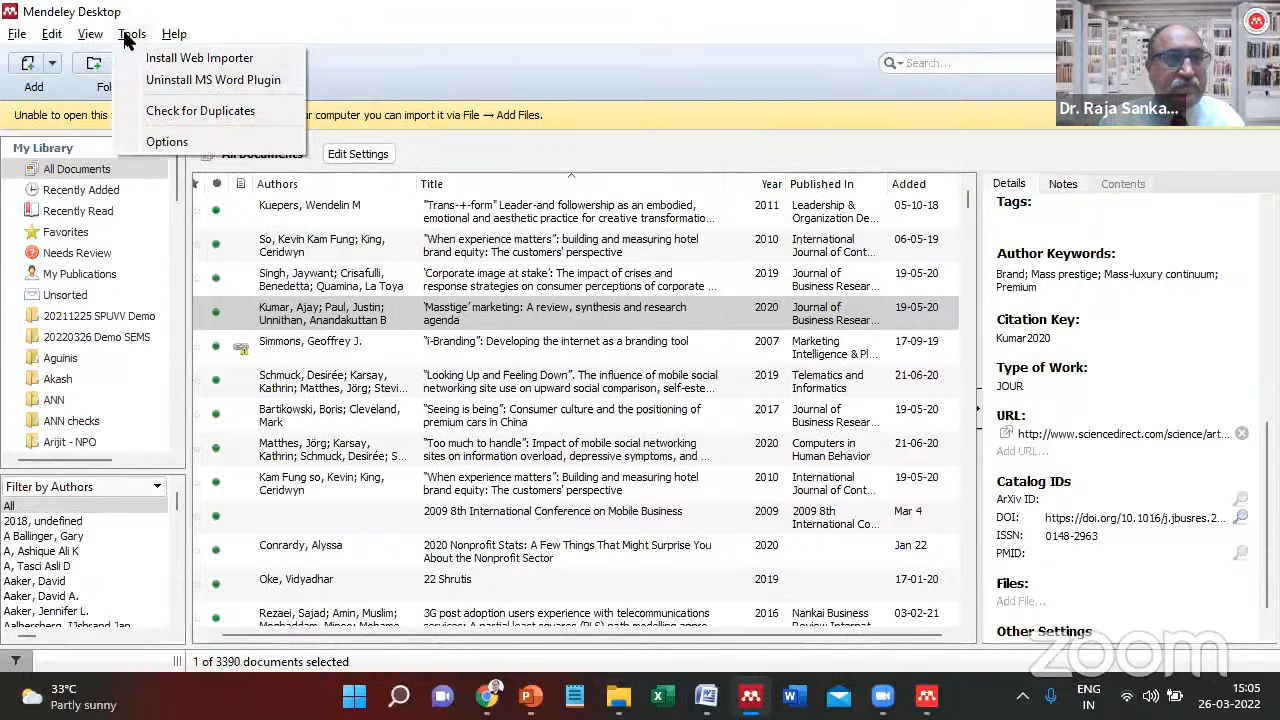 Mendeley Desktop
File Edit View Tools Help
Install Web Importer
Uninstall MS Word Plugin
Check for Duplicates
Options
Add
Search...
Dr. Raja Sanka...
Unable to open this
your computer you can import it via File → Add Files.
My Library
All Documents
Recently Added
Recently Read
Favorites
Needs Review
My Publications
Unsorted
20211225 SPUVV Demo
20220326 Demo SEMS
Aguinis
Akash
ANN
ANN checks
Arijit - NPO
Filter by Authors
All
2018, undefined
A Ballinger, Gary
A, Ashique Ali K
A, Tasci Asli D
Aaker, David
Aaker, David A.
Aaker, Jennifer L.
All Documents
Edit Settings
Authors Title Year Published In Added
Kuepers, Wendelin M "Trans-+-form" Leader-and followership as an embodied, 2011 Leadership & 05-10-18
emotional and aesthetic practice for creative transformatio... Organization De...
So, Kevin Kam Fung; King, "When experience matters": building and measuring hotel 2010 International 06-05-19
Ceridwyn brand equity: The customers' perspective Journal of Cont...
Singh, Jaywant; Crisafulli, 'Corporate image at stake': The impact of crises and 2019 Journal of 19-05-20
Benedetta; Quamina, La Toya response strategies on consumer perceptions of corporate ... Business Resear...
Kumar, Ajay; Paul, Justin; 'Masstige' marketing: A review, synthesis and research 2020 Journal of 19-05-20
Unnithan, Anandakuttan B agenda Business Resear...
Simmons, Geoffrey J. "i-Branding": Developing the internet as a branding tool 2007 Marketing 17-09-19
Intelligence & Pl...
Schmuck, Desirée; Karsay, "Looking Up and Feeling Down". The influence of mobile social 2019 Telematics and 21-06-20
Kathrin; Matthes, Jörg; Stevi... networking site use on upward social comparison, self-este... Informatics
Bartikowski, Boris; Cleveland, "Seeing is being": Consumer culture and the positioning of 2017 Journal of 19-05-20
Mark premium cars in China Business Resear...
Matthes, Jörg; Karsay, "Too much to handle": Impact of mobile social networking 2020 Computers in 21-06-20
Kathrin; Schmuck, Desirée; S... sites on information overload, depressive symptoms, and ... Human Behavior
Kam Fung so, Kevin; King, "When experience matters": Building and measuring hotel 2010 International 19-05-20
Ceridwyn brand equity: The customers' perspective Journal of Cont...
2009 8th International Conference on Mobile Business 2009 2009 8th Mar 4
International Co...
Conrardy, Alyssa 2020 Nonprofit Stats: A Few Things That Might Surprise You 2020 Jan 22
About the Nonprofit Sector
Oke, Vidyadhar 22 Shrutis 2019 17-01-20
Rezaei, Sajad; Amin, Muslim; 3G post adoption users experience with telecommunications 2016 Nankai Business 03-02-21
Details Notes Contents
Tags:
Author Keywords:
Brand; Mass prestige; Mass-luxury continuum;
Premium
Citation Key:
Kumar2020
Type of Work:
JOUR
URL:
http://www.sciencedirect.com/science/art...
Add URL...
Catalog IDs
ArXiv ID:
DOI: https://doi.org/10.1016/j.jbusres.2...
ISSN: 0148-2963
PMID:
Files:
Add File...
Other Settings
zoom
1 of 3390 documents selected
33°C
Partly sunny
ENG
IN
15:05
26-03-2022